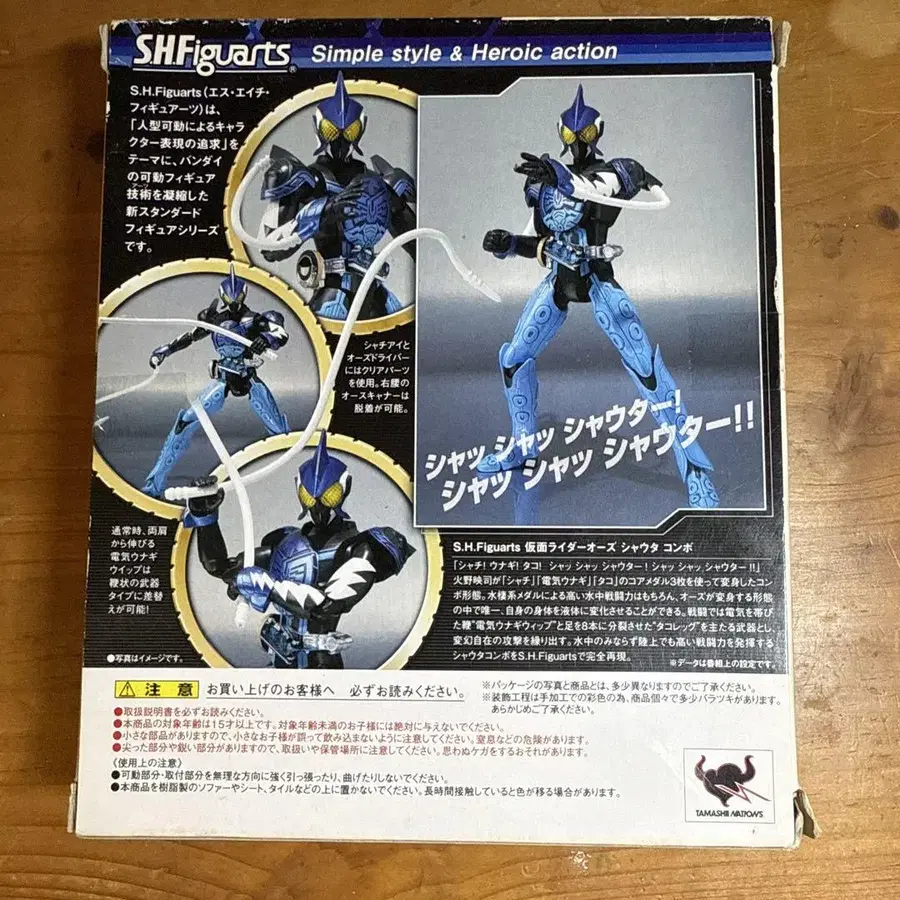 S.H.Figuarts® Simple style & Heroic action
S.H.Figuarts(エス・エイチ・
フィギュアーツ)は、
「人型可動によるキャラ
クター表現の追求」を
テーマに、バンダイ
の可動フィギュア
技術を凝縮した
アーツ
新スタンダード
フィギュアシリーズ
です。
シャチアイと
オーズドライバー
にはクリアパーツ
を使用。右腰の
オースキャナーは
脱着が可能。
シャッ シャッ シャウター!
シャッ シャッ シャウター!!
通常時、両肩
から伸びる
電気ウナギ
ウイップは
鞭状の武器
タイプに差替
えが可能!
●写真はイメージです。
S.H.Figuarts 仮面ライダーオーズ シャウタ コンボ
「シャチ!ウナギ!タコ! シャッ シャッ シャウター! シャッ シャッ シャウター!!」
火野映司が「シャチ」「電気ウナギ」「タコ」のコアメダル3枚を使って変身したコン
ボ形態。水棲系メダルによる高い水中戦闘力はもちろん、オーズが変身する形態
の中で唯一、自身の身体を液体に変化させることができる。戦闘では電気を帯び
た鞭“電気ウナギウィップ”と足を8本に分裂させた“タコレッグ”を主たる武器とし、
変幻自在の攻撃を繰り出す。水中のみならず陸上でも高い戦闘力を発揮する
シャウタコンボをS.H.Figuartsで完全再現。
※データは番組上の設定です。
注意 お買い上げのお客様へ 必ずお読みください。
※パッケージの写真と商品とは、多少異なりますのでご了承ください。
※装飾工程は手加工での彩色の為、商品個々で多少バラツキがあります。
あらかじめご了承ください。
●取扱説明書を必ずお読みください。
●本商品の対象年齢は15才以上です。対象年齢未満のお子様には絶対に与えないでください。
●小さな部品がありますので、小さなお子様が誤って飲み込まないように注意してください。窒息などの危険があります。
●尖った部分や鋭い部分がありますので、取扱いや保管場所に注意してください。思わぬケガをするおそれがあります。
〈使用上の注意〉
●可動部分・取付部分を無理な方向に強く引っ張ったり、曲げたりしないでください。
●本商品を樹脂製のソファーやシート、タイルなどの上に置かないでください。長時間接触していると色が移る場合があります。
TAMASHII NATIONS